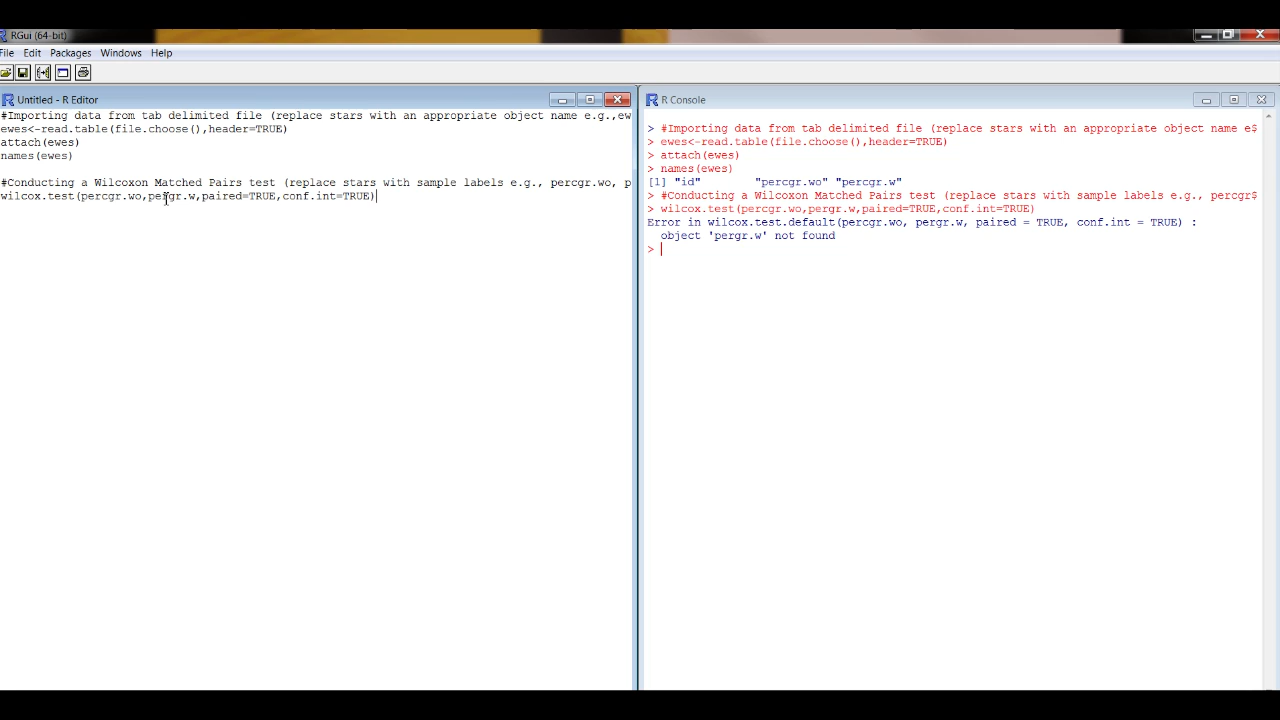 RGui (64-bit)
File Edit Packages Windows Help
Untitled - R Editor
#Importing data from tab delimited file (replace stars with an appropriate object name e.g.,ew
ewes<-read.table(file.choose(),header=TRUE)
attach(ewes)
names(ewes)
#Conducting a Wilcoxon Matched Pairs test (replace stars with sample labels e.g., percgr.wo, p
wilcox.test(percgr.wo,pergr.w,paired=TRUE,conf.int=TRUE)
R Console
> #Importing data from tab delimited file (replace stars with an appropriate object name e$
> ewes<-read.table(file.choose(),header=TRUE)
> attach(ewes)
> names(ewes)
[1] "id" "percgr.wo" "percgr.w"
> #Conducting a Wilcoxon Matched Pairs test (replace stars with sample labels e.g., percgr$
> wilcox.test(percgr.wo,pergr.w,paired=TRUE,conf.int=TRUE)
Error in wilcox.test.default(percgr.wo, pergr.w, paired = TRUE, conf.int = TRUE) :
object 'pergr.w' not found
>